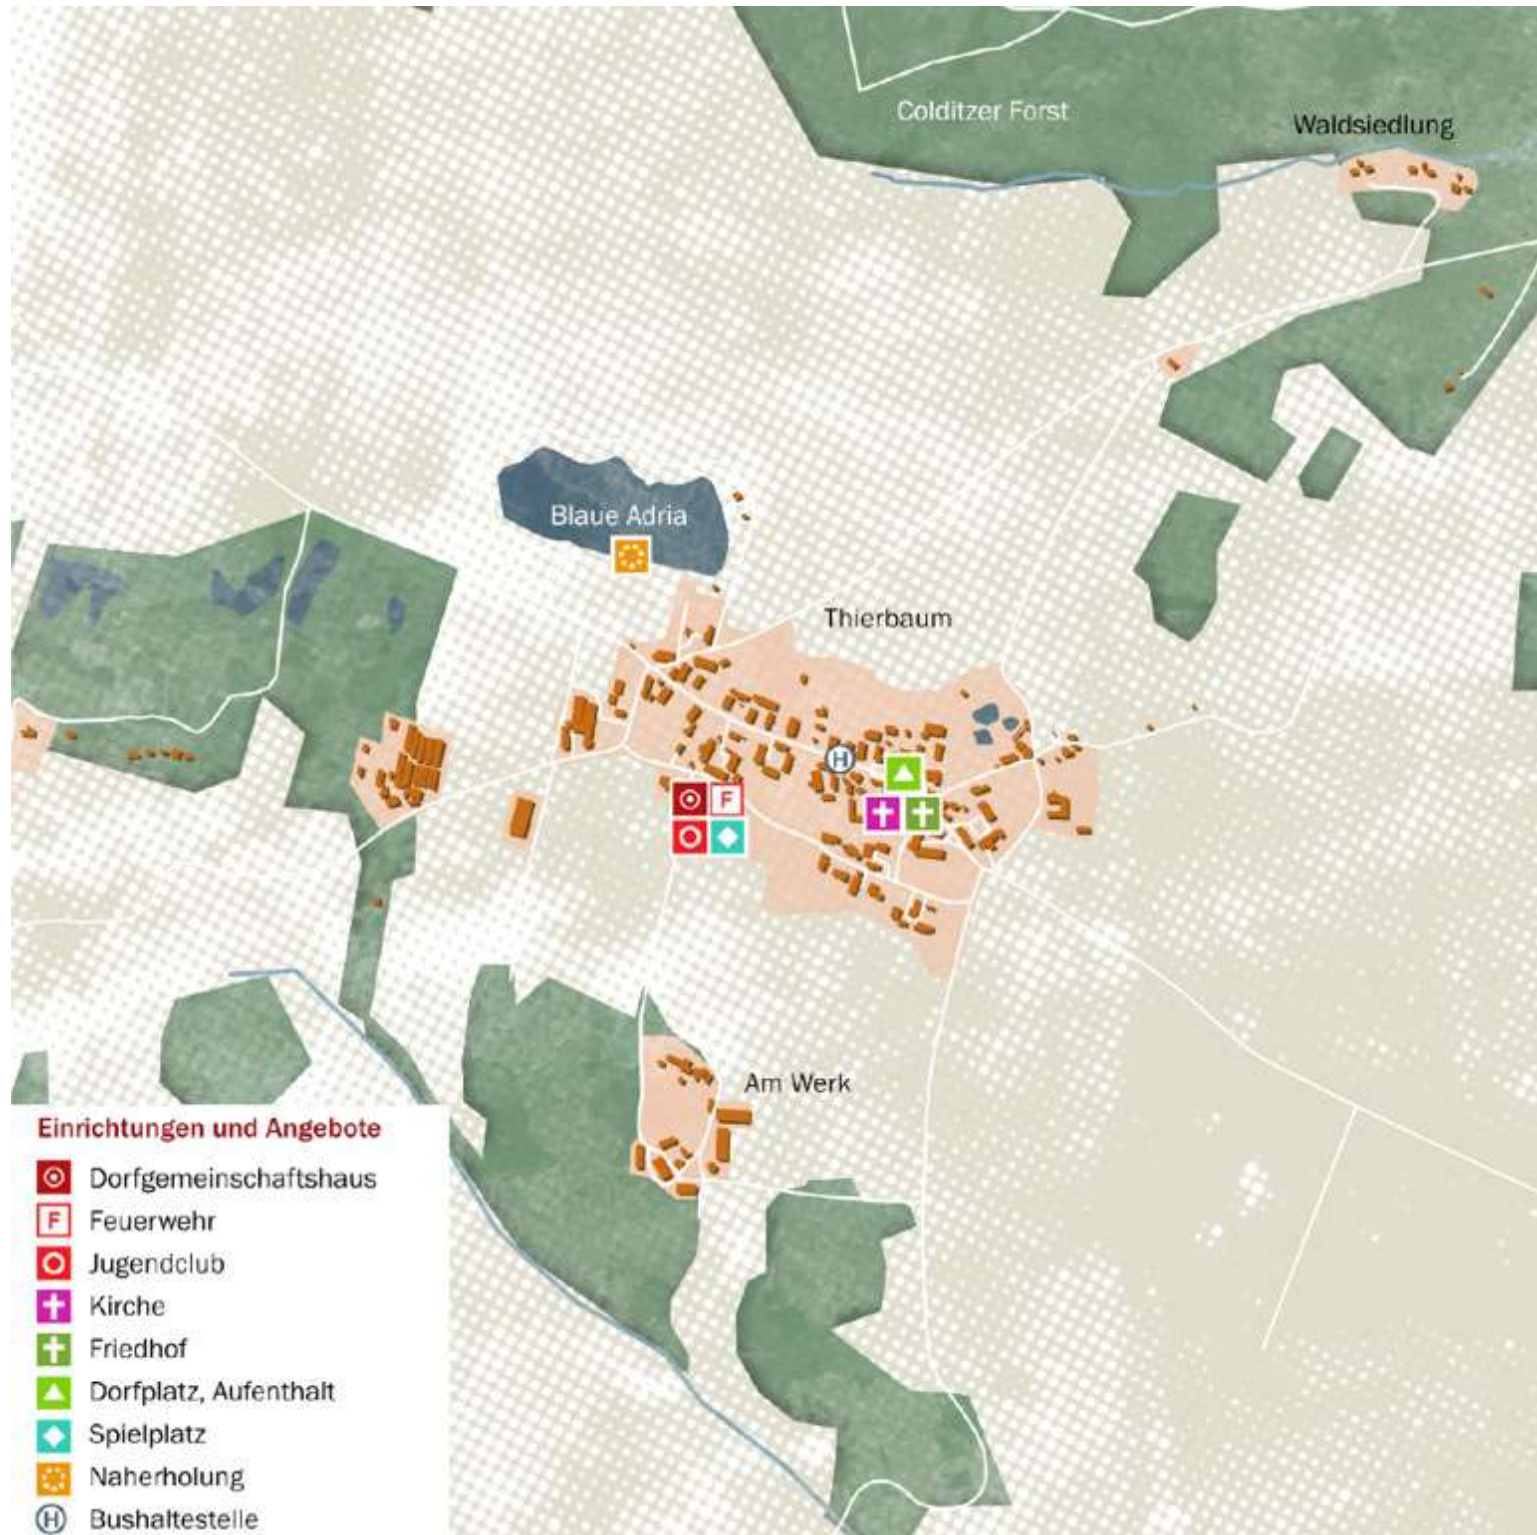 Colditzer Forst
Waldsiedlung
Blaue Adria
Thierbaum
H
F
Am Werk
Einrichtungen und Angebote
Dorfgemeinschaftshaus
F Feuerwehr
Jugendclub
Kirche
Friedhof
Dorfplatz, Aufenthalt
Spielplatz
Naherholung
H Bushaltestelle